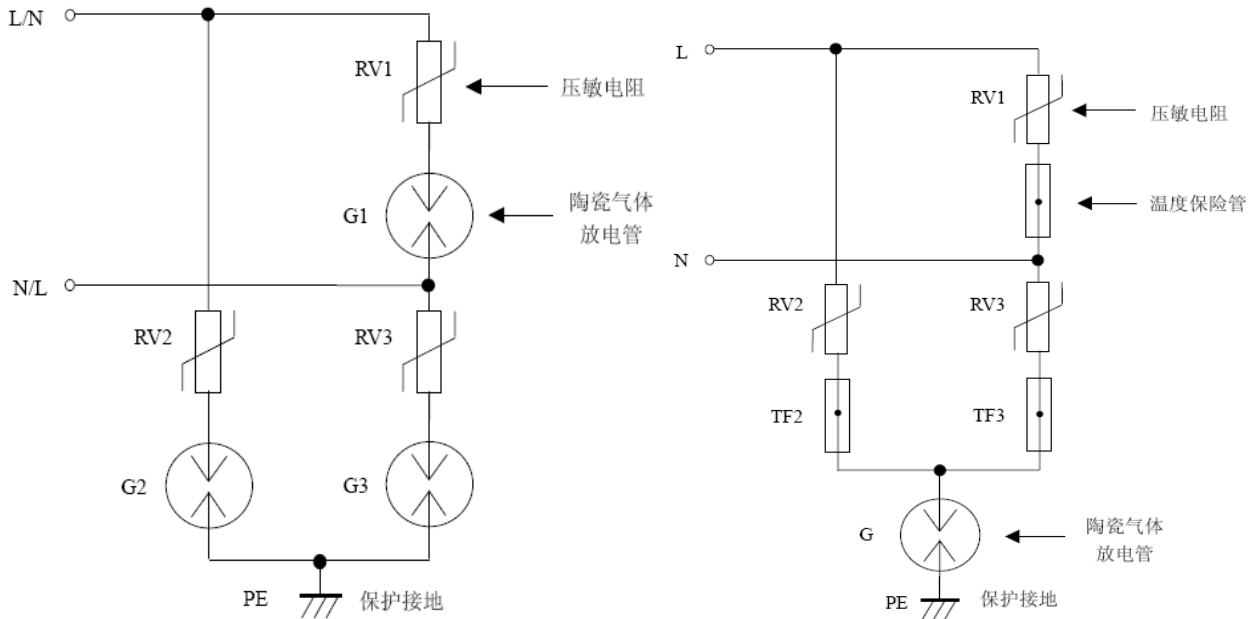 L/N
RV1
压敏电阻
G1
陶瓷气体
放电管
N/L
RV2
RV3
G2
G3
PE
保护接地
L
RV1
压敏电阻
温度保险管
N
RV2
RV3
TF2
TF3
G
陶瓷气体
放电管
PE
保护接地